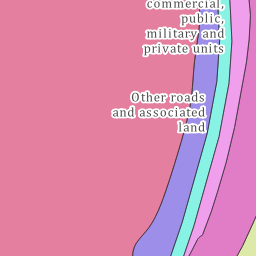 commercial,
public,
military and
private units
Other roads
and associated
land